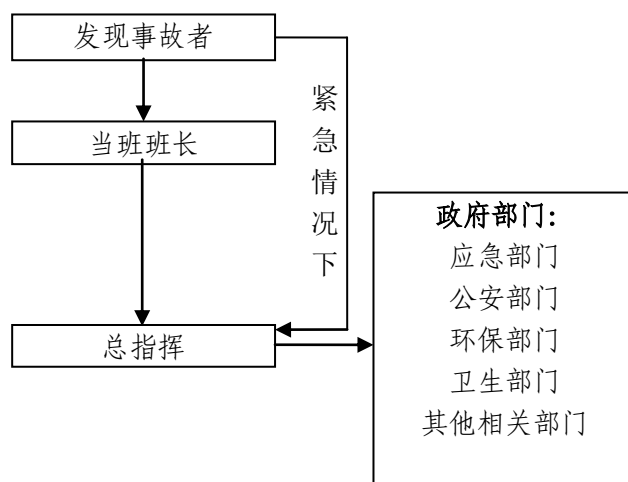 发现事故者
紧急情况下
当班班长
总指挥
政府部门:
应急部门
公安部门
环保部门
卫生部门
其他相关部门